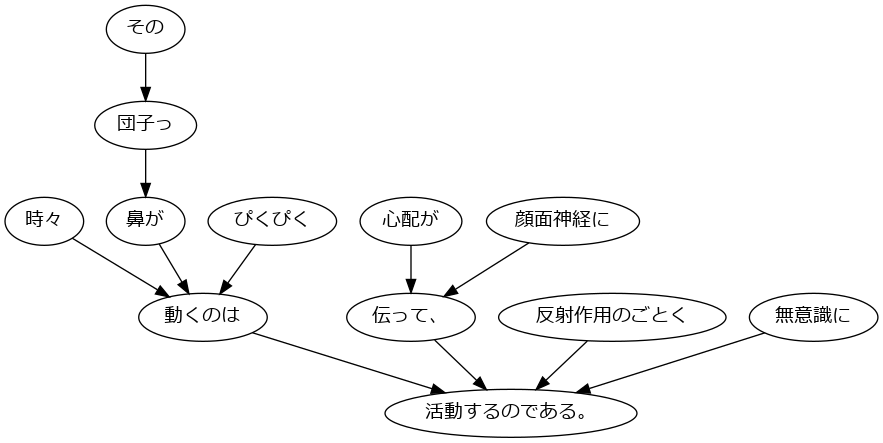 その
団子っ
時々
鼻が
ぴくぴく
心配が
顔面神経に
動くのは
伝って、
反射作用のごとく
無意識に
活動するのである。